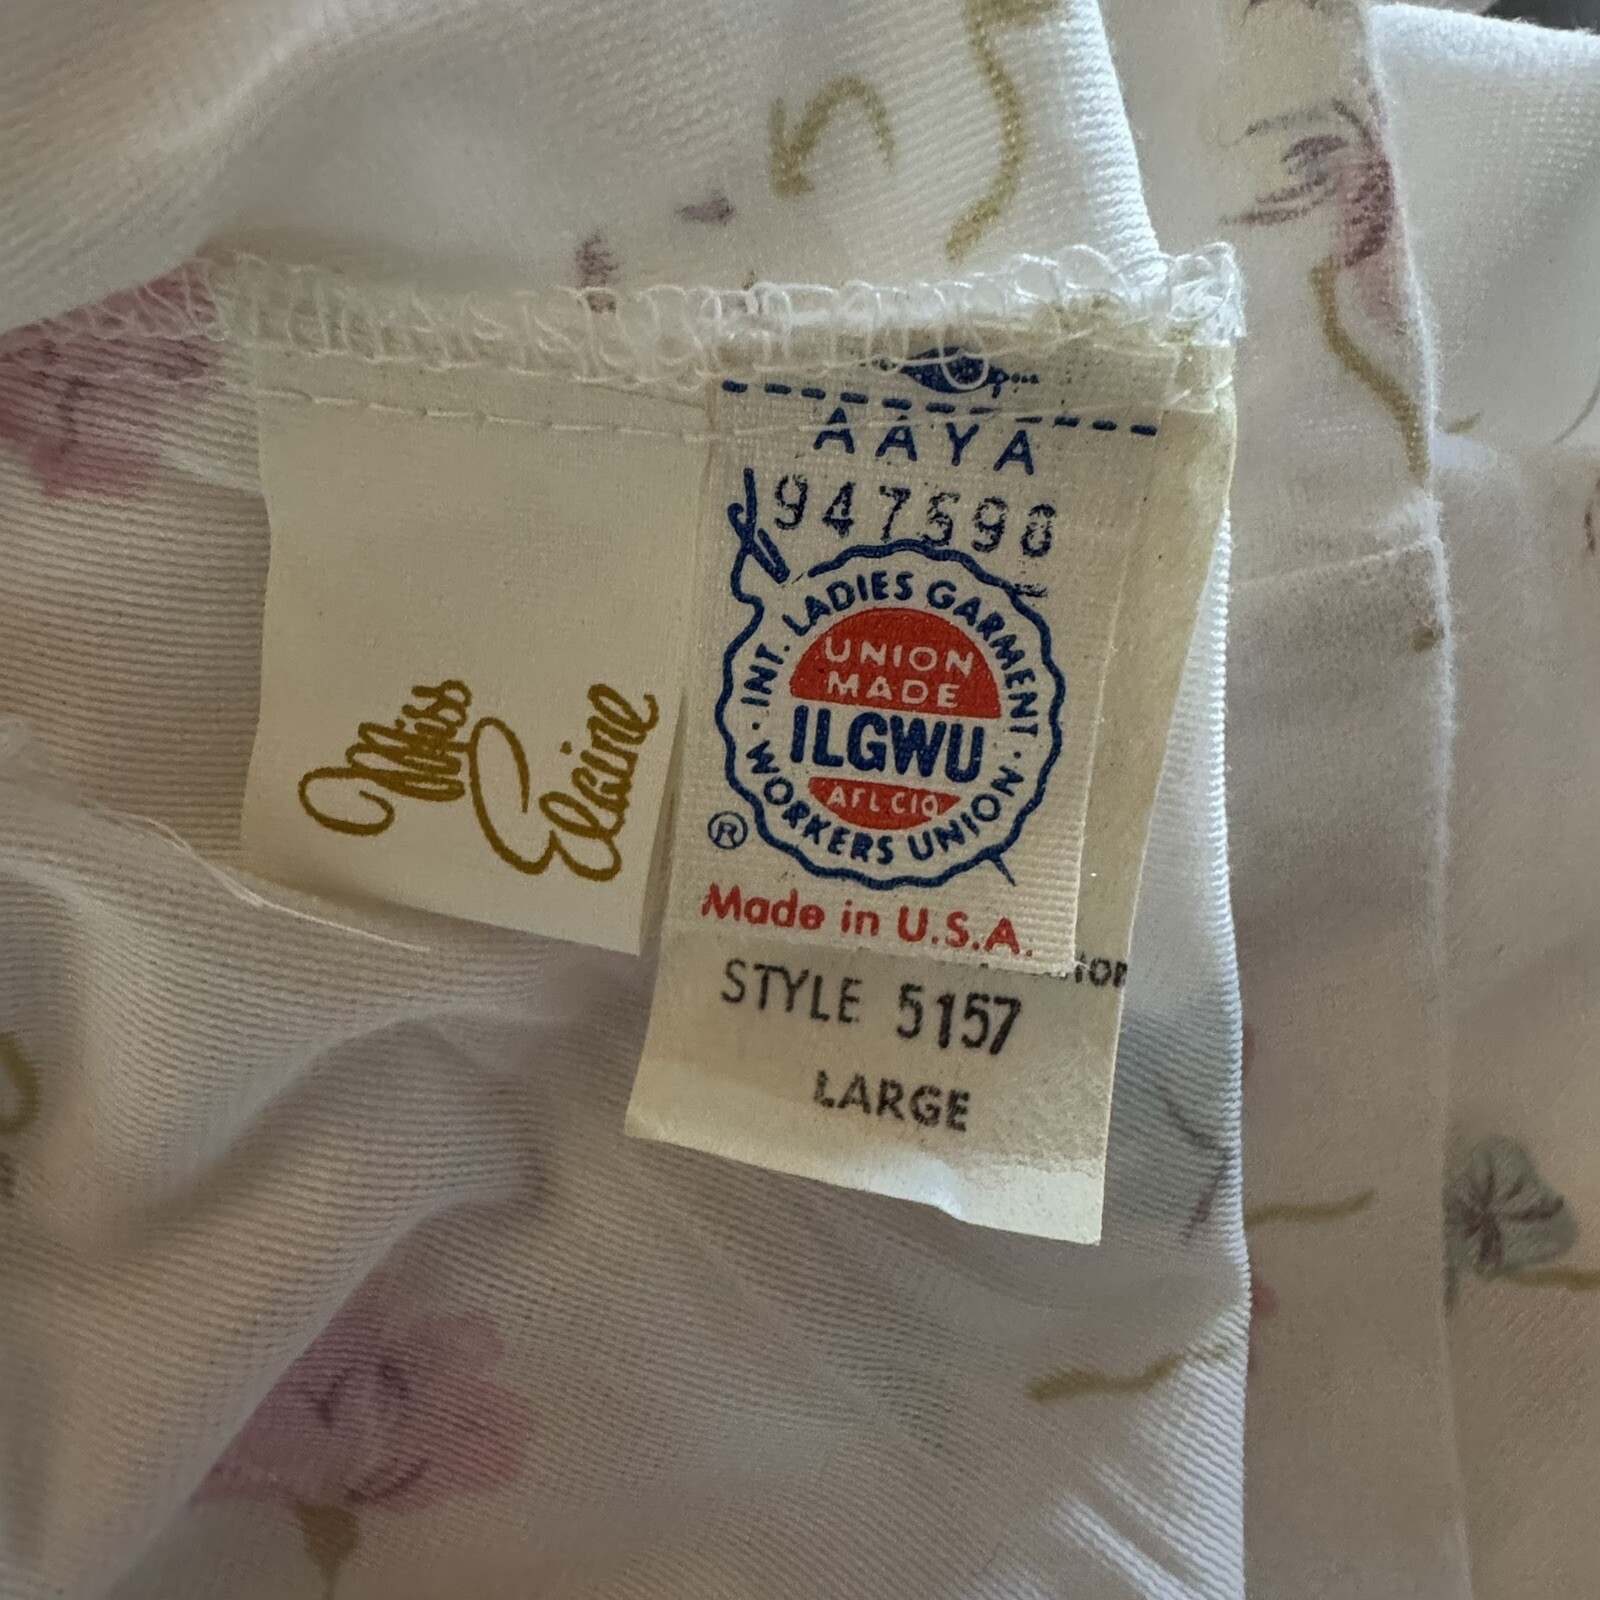 Miss
Elaine
AAYA
947598
INT. LADIES GARMENT
WORKERS UNION
UNION
MADE
ILGWU
AFL CIO
®
Made in U.S.A.
STYLE 5157
LARGE